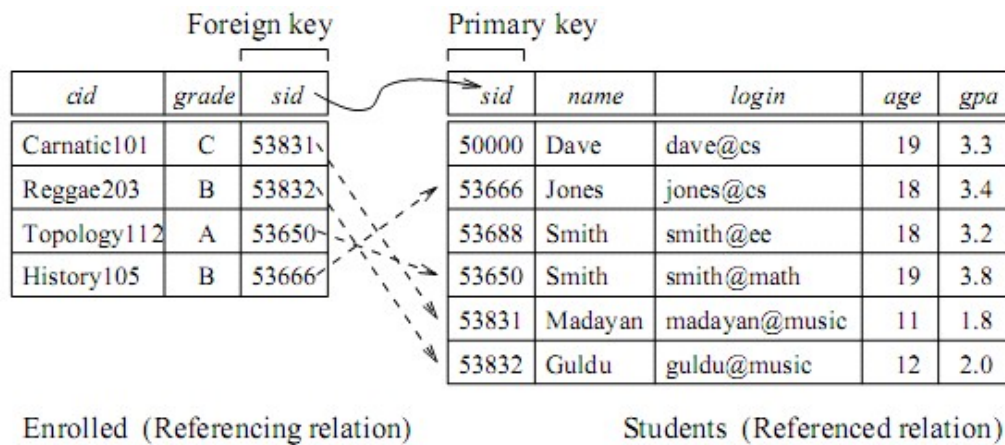 Foreign key
Primary key
cid grade sid
Carnatic101 C 53831
Reggae203 B 53832
Topology112 A 53650
History105 B 53666
sid name login age gpa
50000 Dave dave@cs 19 3.3
53666 Jones jones@cs 18 3.4
53688 Smith smith@ee 18 3.2
53650 Smith smith@math 19 3.8
53831 Madayan madayan@music 11 1.8
53832 Guldu guldu@music 12 2.0
Enrolled (Referencing relation)
Students (Referenced relation)